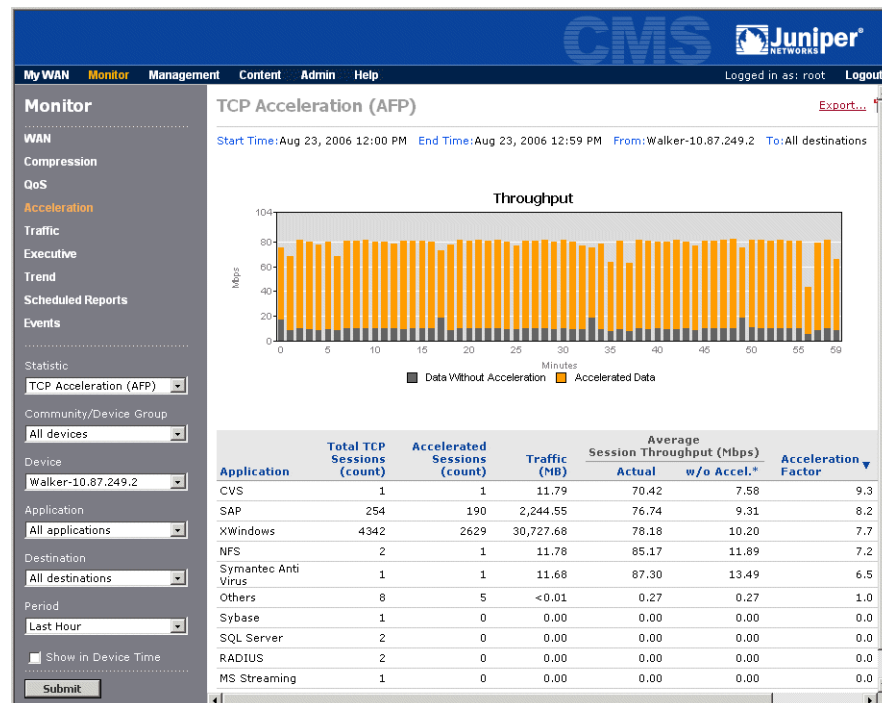 CMS
Juniper®
NETWORKS
My WAN Monitor Management Content Admin Help Logged in as: root Logout
Monitor
WAN
Compression
QoS
Acceleration
Traffic
Executive
Trend
Scheduled Reports
Events
Statistic
TCP Acceleration (AFP)
Community/Device Group
All devices
Device
Walker-10.87.249.2
Application
All applications
Destination
All destinations
Period
Last Hour
Show in Device Time
Submit
TCP Acceleration (AFP)
Export...
Start Time:Aug 23, 2006 12:00 PM End Time:Aug 23, 2006 12:59 PM From:Walker-10.87.249.2 To:All destinations
Throughput
Mbps
104
80
60
40
20
0
0 5 10 15 20 25 30 35 40 45 50 55 59
Minutes
Data Without Acceleration Accelerated Data
Application Total TCP Sessions (count) Accelerated Sessions (count) Traffic (MB) Average Session Throughput (Mbps) Actual w/o Accel.* Acceleration Factor
CVS 1 1 11.79 70.42 7.58 9.3
SAP 254 190 2,244.55 76.74 9.31 8.2
XWindows 4342 2629 30,727.68 78.18 10.20 7.7
NFS 2 1 11.78 85.17 11.89 7.2
Symantec Anti Virus 1 1 11.68 87.30 13.49 6.5
Others 8 5 <0.01 0.27 0.27 1.0
Sybase 1 0 0.00 0.00 0.00 0.0
SQL Server 2 0 0.00 0.00 0.00 0.0
RADIUS 2 0 0.00 0.00 0.00 0.0
MS Streaming 1 0 0.00 0.00 0.00 0.0